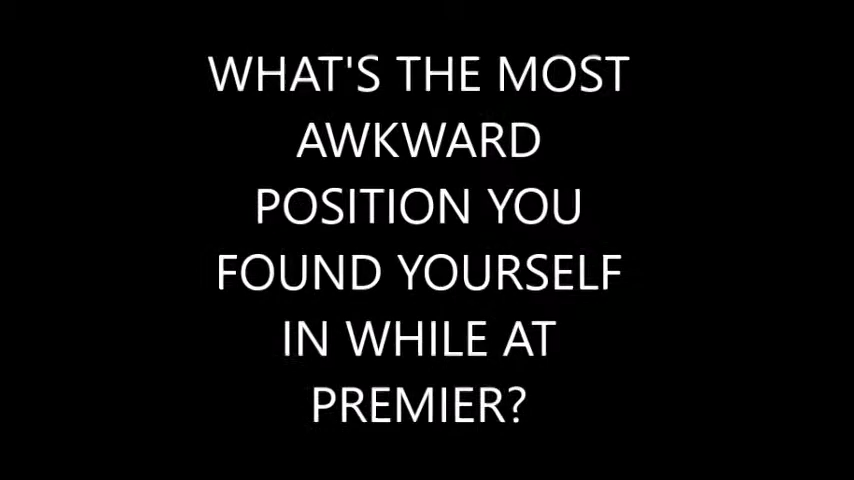 WHAT'S THE MOST
AWKWARD
POSITION YOU
FOUND YOURSELF
IN WHILE AT
PREMIER?